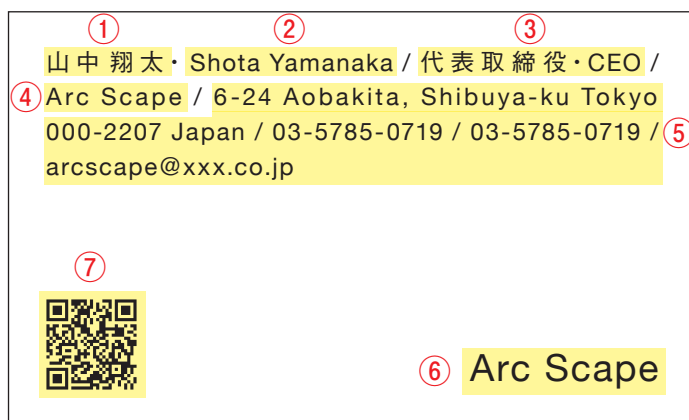 ① ② ③
山中翔太・Shota Yamanaka / 代表取締役・CEO /
④ Arc Scape / 6-24 Aobakita, Shibuya-ku Tokyo
000-2207 Japan / 03-5785-0719 / 03-5785-0719 / ⑤
arcscape@xxx.co.jp
⑦
⑥ Arc Scape